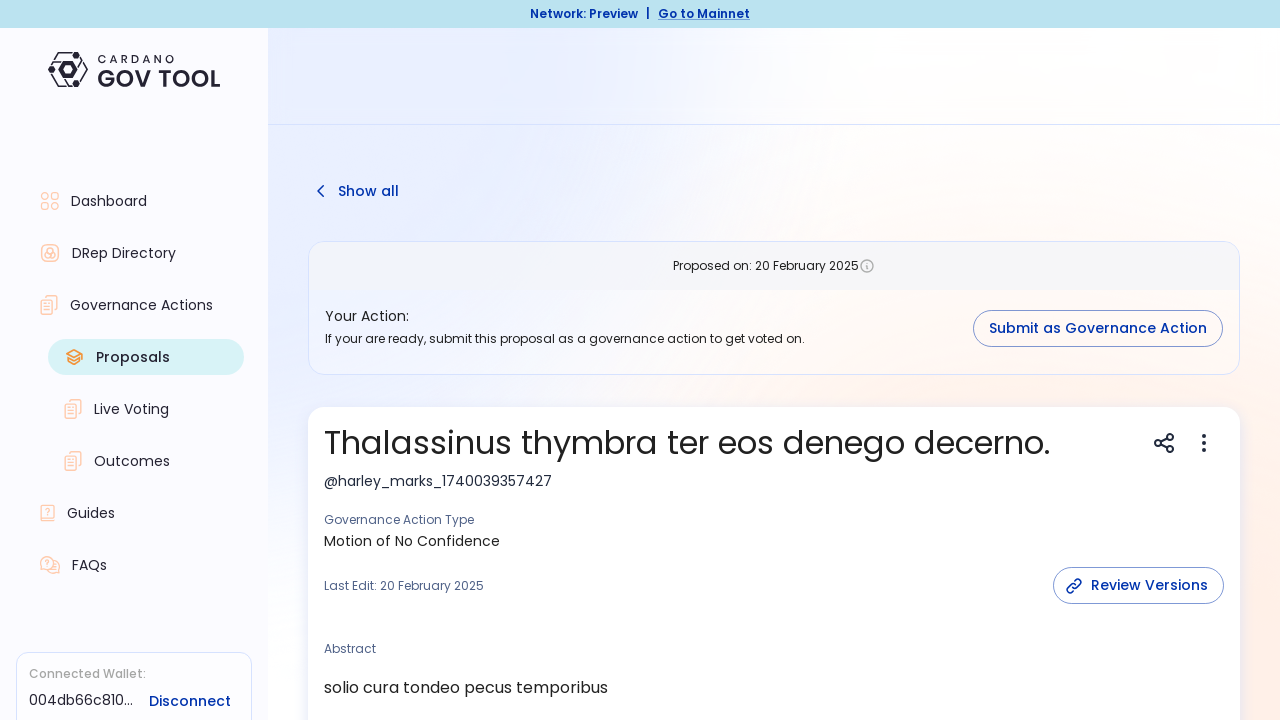 Network: Preview | Go to Mainnet
CARDANO
GOV TOOL
Dashboard
DRep Directory
Governance Actions
Proposals
Live Voting
Outcomes
Guides
FAQs
Connected Wallet:
004db66c810... Disconnect
Show all
Proposed on: 20 February 2025
Your Action:
If your are ready, submit this proposal as a governance action to get voted on.
Submit as Governance Action
Thalassinus thymbra ter eos denego decerno.
@harley_marks_1740039357427
Governance Action Type
Motion of No Confidence
Last Edit: 20 February 2025
Review Versions
Abstract
solio cura tondeo pecus temporibus